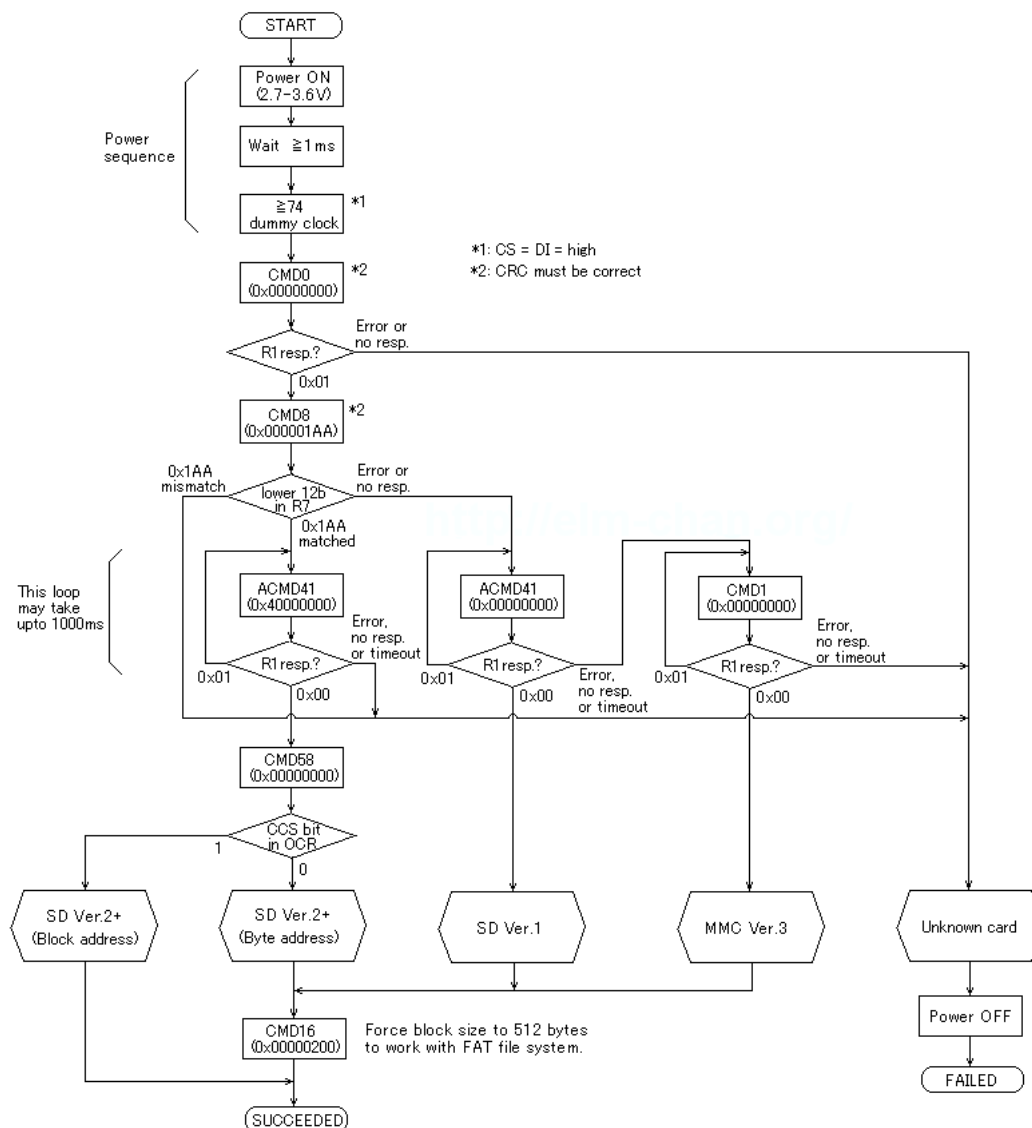 START
Power ON
(2.7-3.6V)
Power
sequence
Wait ≧1ms
≧74
dummy clock
*1
*1: CS = DI = high
*2: CRC must be correct
CMD0
(0x00000000)
*2
R1 resp.?
Error or
no resp.
0x01
CMD8
(0x000001AA)
*2
0x1AA
mismatch
lower 12b
in R7
Error or
no resp.
0x1AA
matched
This loop
may take
upto 1000ms
ACMD41
(0x40000000)
ACMD41
(0x00000000)
CMD1
(0x00000000)
R1 resp.?
Error,
no resp.
or timeout
0x01
0x00
R1 resp.?
0x01
0x00
Error,
no resp.
or timeout
R1 resp.?
Error,
no resp.
or timeout
0x01
0x00
CMD58
(0x00000000)
CCS bit
in OCR
1
0
SD Ver.2+
(Block address)
SD Ver.2+
(Byte address)
SD Ver.1
MMC Ver.3
Unknown card
CMD16
(0x00000200)
Force block size to 512 bytes
to work with FAT file system.
Power OFF
FAILED
SUCCEEDED